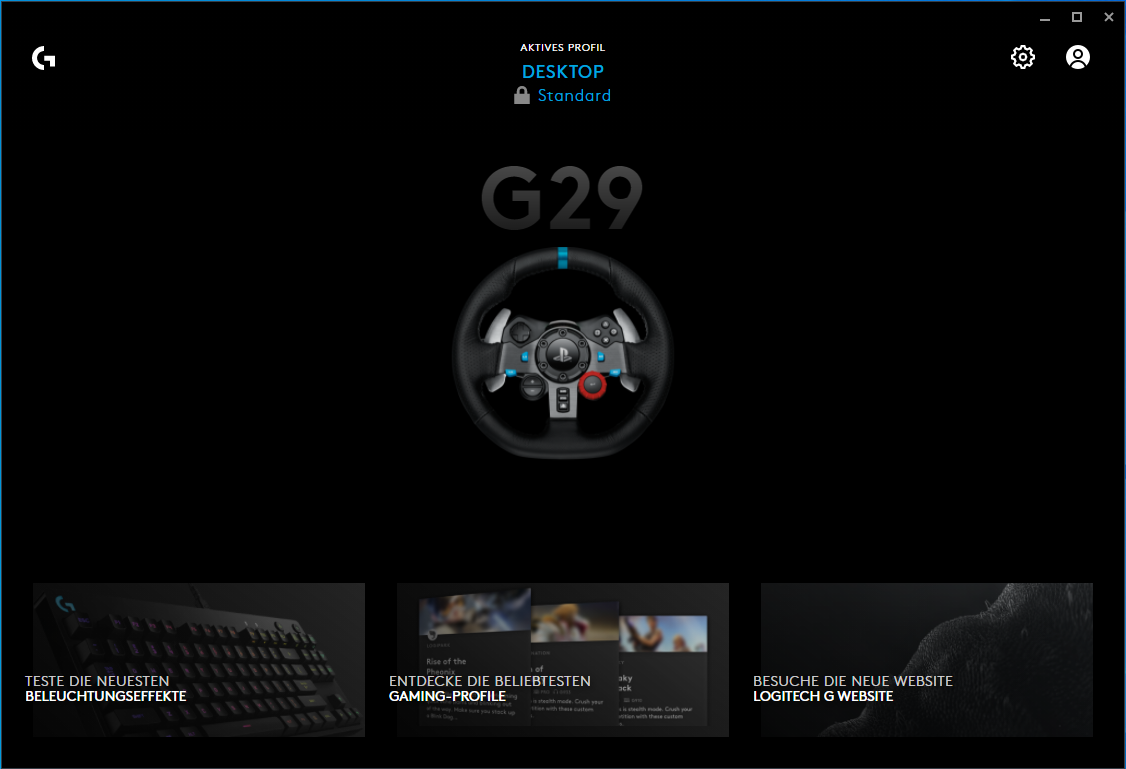 AKTIVES PROFIL
DESKTOP
Standard
G29
TESTE DIE NEUESTEN
BELEUCHTUNGSEFFEKTE
Rise of the
ENTDECKE DIE BELIEBTESTEN
GAMING-PROFILE
BESUCHE DIE NEUE WEBSITE
LOGITECH G WEBSITE